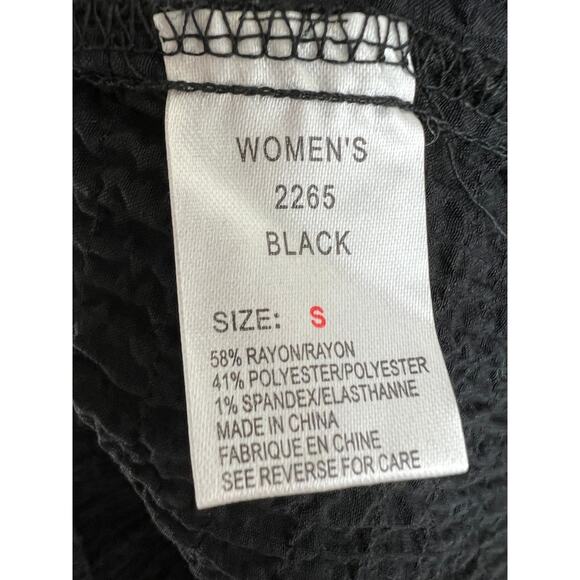 WOMEN'S
2265
BLACK
SIZE: S
58% RAYON/RAYON
41% POLYESTER/POLYESTER
1% SPANDEX/ELASTHANNE
MADE IN CHINA
FABRIQUE EN CHINE
SEE REVERSE FOR CARE